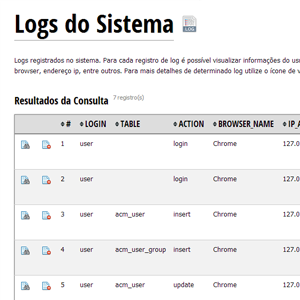 Logs do Sistema
Logs registrados no sistema. Para cada registro de log é possível visualizar informações do
browser, endereço ip, entre outros. Para mais detalhes de determinado log utilize o ícone de
Resultados da Consulta 7 registro(s)
# LOGIN TABLE ACTION BROWSER_NAME
1 user login Chrome 127.0
2 user login Chrome 127.0
3 user acm_user insert Chrome 127.0
4 user acm_user_group insert Chrome 127.0
5 user acm_user update Chrome 127.0